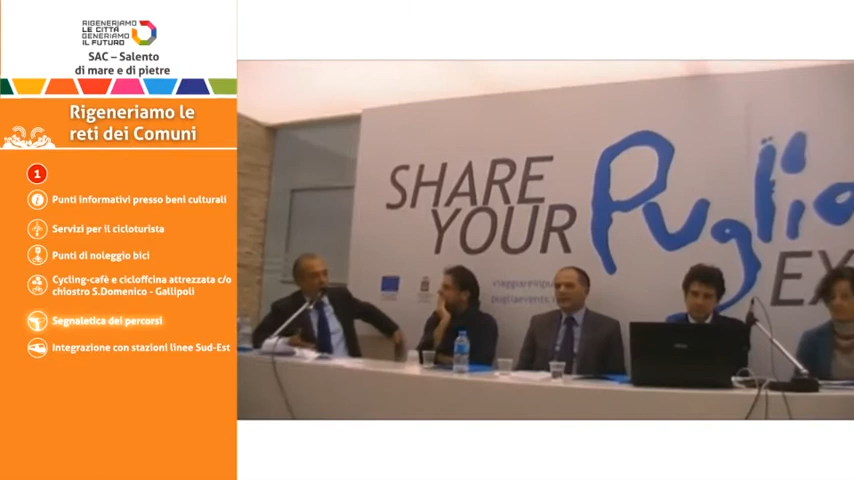 RIGENERIAMO
LE CITTÀ
GENERIAMO
IL FUTURO
SAC – Salento
di mare e di pietre
Rigeneriamo le
reti dei Comuni
1
Punti informativi presso beni culturali
Servizi per il cicloturista
Punti di noleggio bici
Cycling-cafè e cicloffcina attrezzata c/o
chiostro S.Domenico - Gallipoli
Segnaletica dei percorsi
Integrazione con stazioni linee Sud-Est
SHARE
YOUR
Puglia
EX